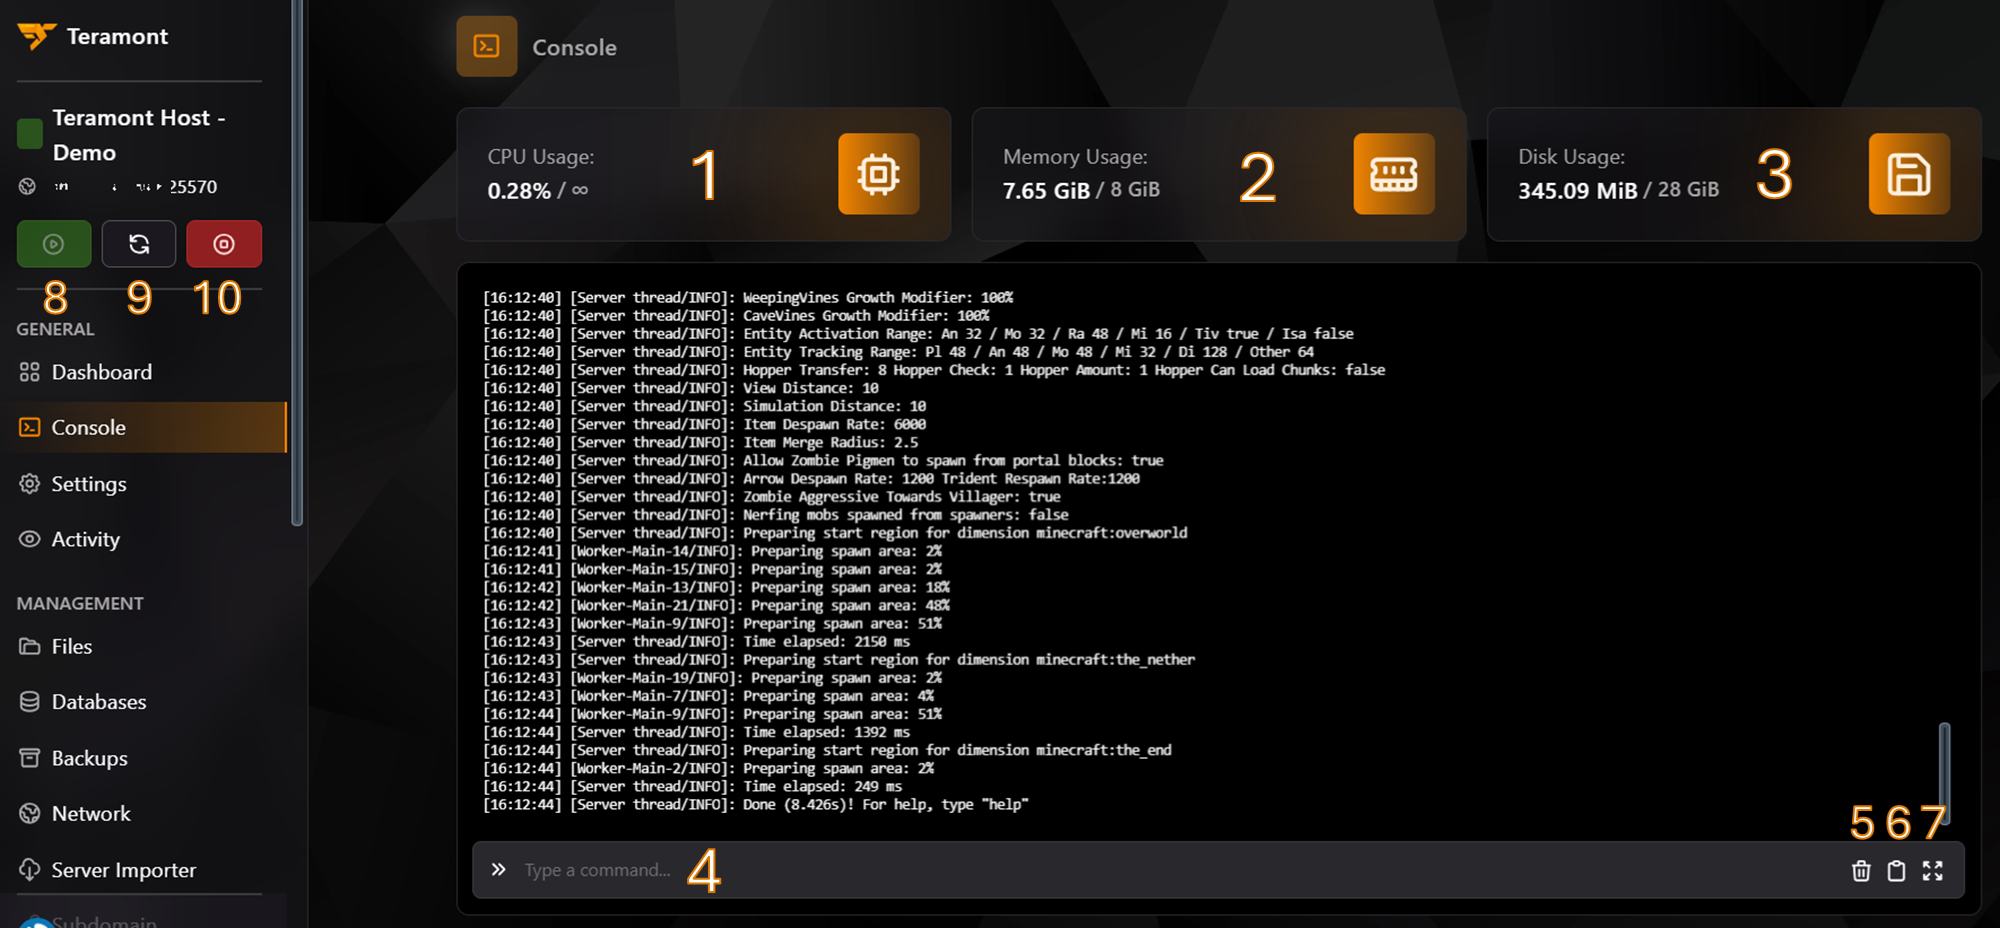 Teramont
Teramont Host -
Demo
25570
8
9
10
GENERAL
Dashboard
Console
Settings
Activity
MANAGEMENT
Files
Databases
Backups
Network
Server Importer
Subdomain
Console
CPU Usage:
0.28% / ∞
1
Memory Usage:
7.65 GiB / 8 GiB
2
Disk Usage:
345.09 MiB / 28 GiB
3
[16:12:40] [Server thread/INFO]: WeepingVines Growth Modifier: 100%
[16:12:40] [Server thread/INFO]: CaveVines Growth Modifier: 100%
[16:12:40] [Server thread/INFO]: Entity Activation Range: An 32 / Mo 32 / Ra 48 / Mi 16 / Tiv true / Isa false
[16:12:40] [Server thread/INFO]: Entity Tracking Range: Pl 48 / An 48 / Mo 48 / Mi 32 / Di 128 / Other 64
[16:12:40] [Server thread/INFO]: Hopper Transfer: 8 Hopper Check: 1 Hopper Amount: 1 Hopper Can Load Chunks: false
[16:12:40] [Server thread/INFO]: View Distance: 10
[16:12:40] [Server thread/INFO]: Simulation Distance: 10
[16:12:40] [Server thread/INFO]: Item Despawn Rate: 6000
[16:12:40] [Server thread/INFO]: Item Merge Radius: 2.5
[16:12:40] [Server thread/INFO]: Allow Zombie Pigmen to spawn from portal blocks: true
[16:12:40] [Server thread/INFO]: Arrow Despawn Rate: 1200 Trident Respawn Rate:1200
[16:12:40] [Server thread/INFO]: Zombie Aggressive Towards Villager: true
[16:12:40] [Server thread/INFO]: Nerfing mobs spawned from spawners: false
[16:12:40] [Server thread/INFO]: Preparing start region for dimension minecraft:overworld
[16:12:41] [Worker-Main-14/INFO]: Preparing spawn area: 2%
[16:12:41] [Worker-Main-15/INFO]: Preparing spawn area: 2%
[16:12:42] [Worker-Main-13/INFO]: Preparing spawn area: 18%
[16:12:42] [Worker-Main-21/INFO]: Preparing spawn area: 48%
[16:12:43] [Worker-Main-9/INFO]: Preparing spawn area: 51%
[16:12:43] [Server thread/INFO]: Time elapsed: 2150 ms
[16:12:43] [Server thread/INFO]: Preparing start region for dimension minecraft:the_nether
[16:12:43] [Worker-Main-19/INFO]: Preparing spawn area: 2%
[16:12:43] [Worker-Main-7/INFO]: Preparing spawn area: 4%
[16:12:44] [Worker-Main-9/INFO]: Preparing spawn area: 51%
[16:12:44] [Server thread/INFO]: Time elapsed: 1392 ms
[16:12:44] [Server thread/INFO]: Preparing start region for dimension minecraft:the_end
[16:12:44] [Worker-Main-2/INFO]: Preparing spawn area: 2%
[16:12:44] [Server thread/INFO]: Time elapsed: 249 ms
[16:12:44] [Server thread/INFO]: Done (8.426s)! For help, type "help"
5 6 7
Type a command... 4